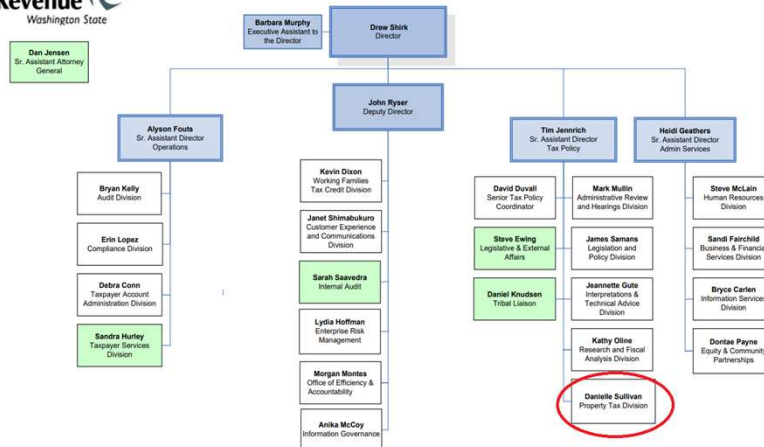 Revenue
Washington State
Barbara Murphy
Executive Assistant to
the Director
Drew Shirk
Director
Dan Jensen
Sr. Assistant Attorney
General
Alyson Fouts
Sr. Assistant Director
Operations
John Ryser
Deputy Director
Tim Jennrich
Sr. Assistant Director
Tax Policy
Heidi Geathers
Sr. Assistant Director
Admin Services
Bryan Kelly
Audit Division
Erin Lopez
Compliance Division
Debra Conn
Taxpayer Account
Administration Division
Sandra Hurley
Taxpayer Services
Division
Kevin Dixon
Working Families
Tax Credit Division
Janet Shimabukuro
Customer Experience
and Communications
Division
Sarah Saavedra
Internal Audit
Lydia Hoffman
Enterprise Risk
Management
Morgan Montes
Office of Efficiency &
Accountability
Anika McCoy
Information Governance
David Duvall
Senior Tax Policy
Coordinator
Steve Ewing
Legislative & External
Affairs
Daniel Knudsen
Tribal Liaison
Mark Mullin
Administrative Review
and Hearings Division
James Samans
Legislation and
Policy Division
Jeannette Gute
Interpretations &
Technical Advice
Division
Kathy Oline
Research and Fiscal
Analysis Division
Danielle Sullivan
Property Tax Division
Steve McLain
Human Resources
Division
Sandi Fairchild
Business & Financial
Services Division
Bryce Carlen
Information Services
Division
Dontae Payne
Equity & Community
Partnerships